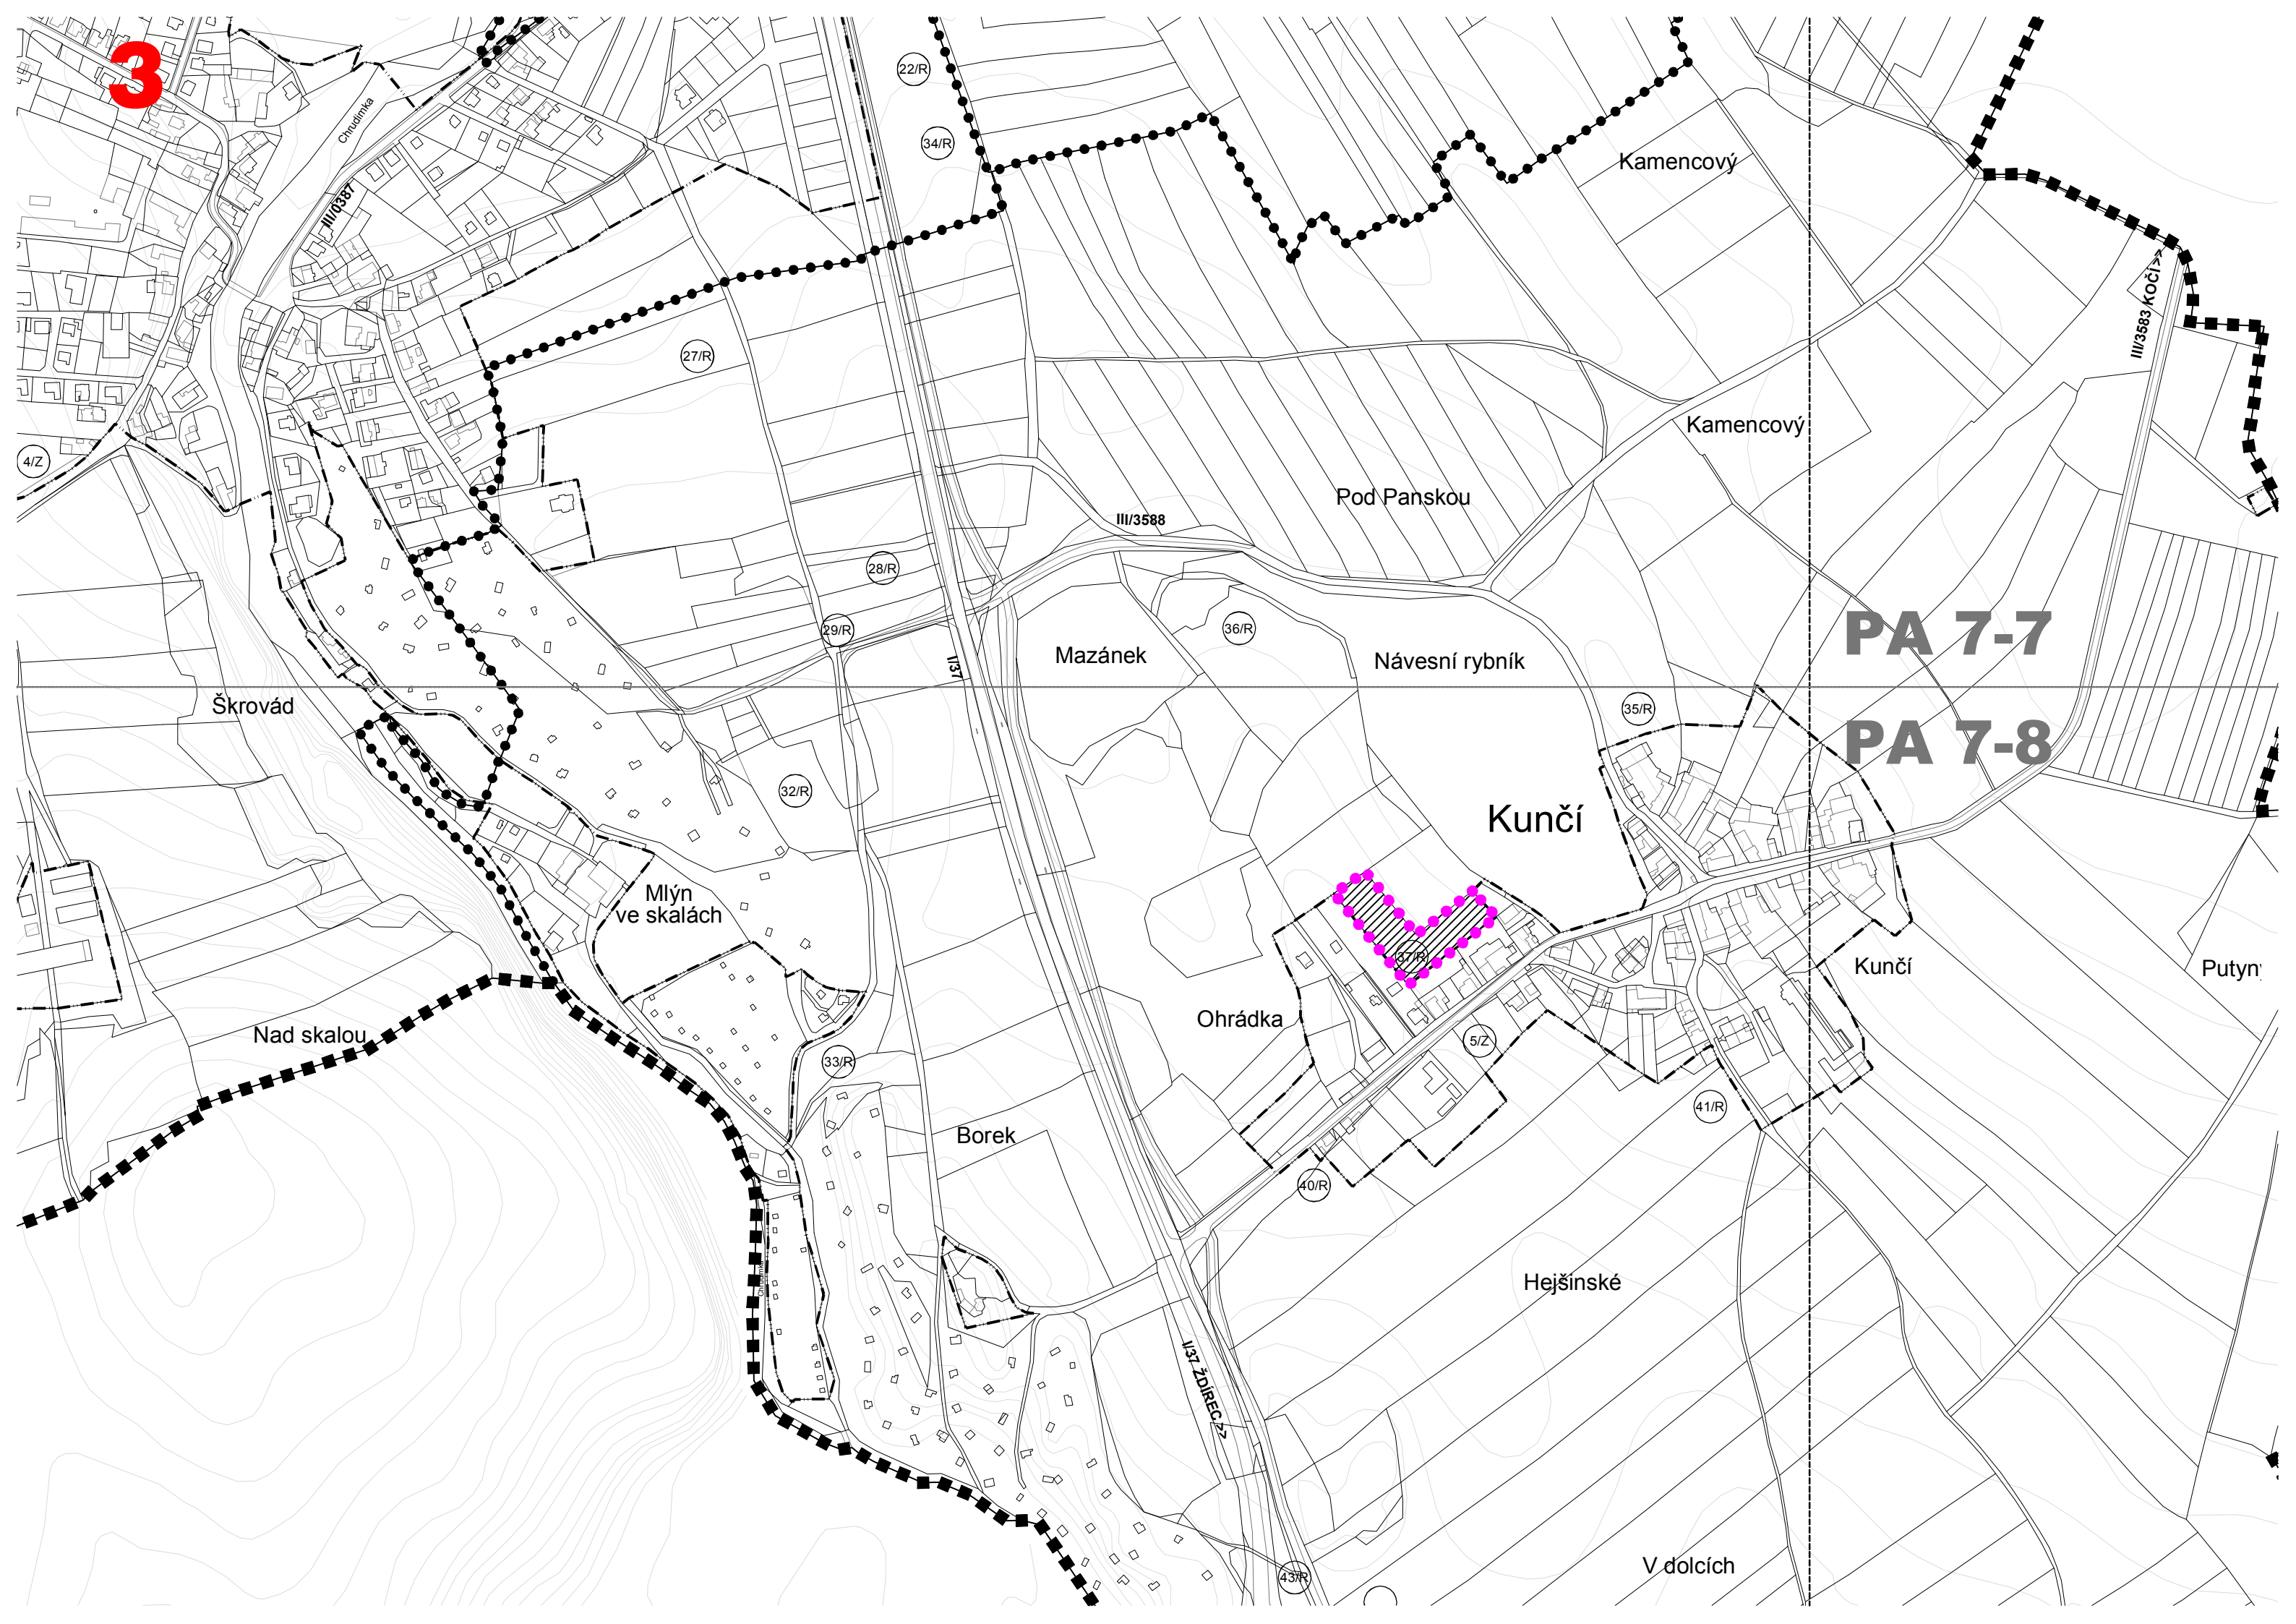 3
Chrudimka
22/R
34/R
Kamencový
III/0387
III/3583 KOČÍ >>
27/R
Kamencový
4/Z
Pod Panskou
III/3588
28/R
29/R
36/R
PA 7-7
Mazánek
Návesní rybník
I/37
Škrovád
35/R
PA 7-8
32/R
Kunčí
Mlýn
ve skalách
37/R
Kunčí
Putyn
Ohrádka
Nad skalou
5/Z
33/R
41/R
Borek
40/R
Chrudimka
Hejšinské
I/37 ŽDÍREC >>
V dolcích
43/R